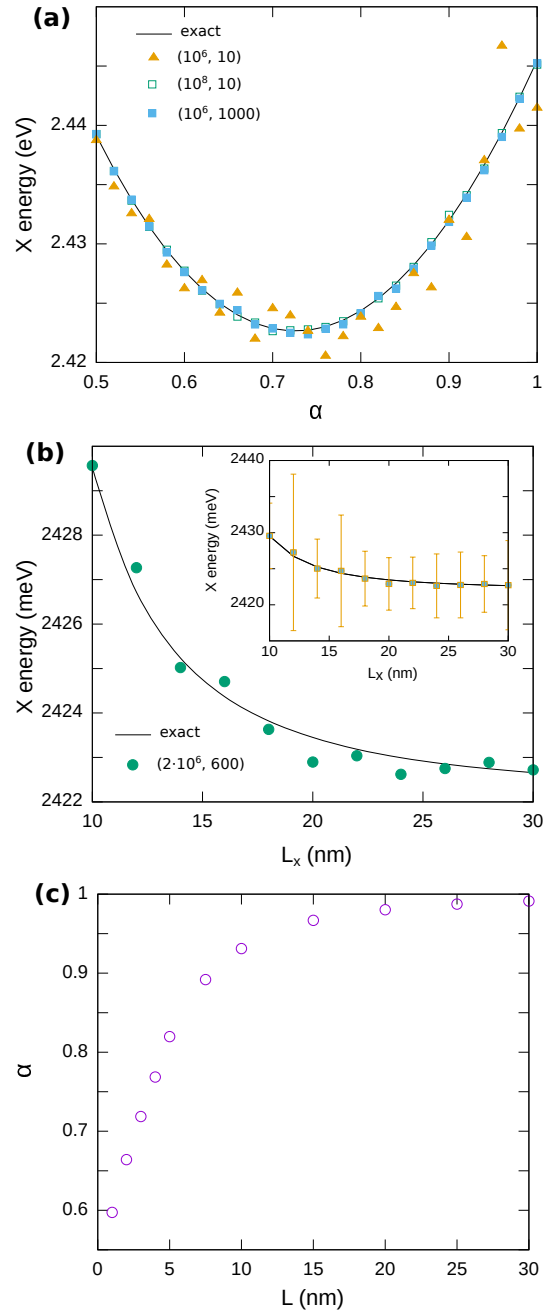 (a)
exact
(10⁶, 10)
(10⁸, 10)
(10⁶, 1000)
X energy (eV)
2.44
2.43
2.42
0.5 0.6 0.7 0.8 0.9 1
α
(b)
X energy (meV)
2428
2426
2424
2423
2422
10 15 20 25 30
Lₓ (nm)
exact
(2·10⁶, 600)
X energy (meV)
2440
2430
2420
10 15 20 25 30
Lₓ (nm)
(c)
α
1
0.9
0.8
0.7
0.6
0 5 10 15 20 25 30
L (nm)